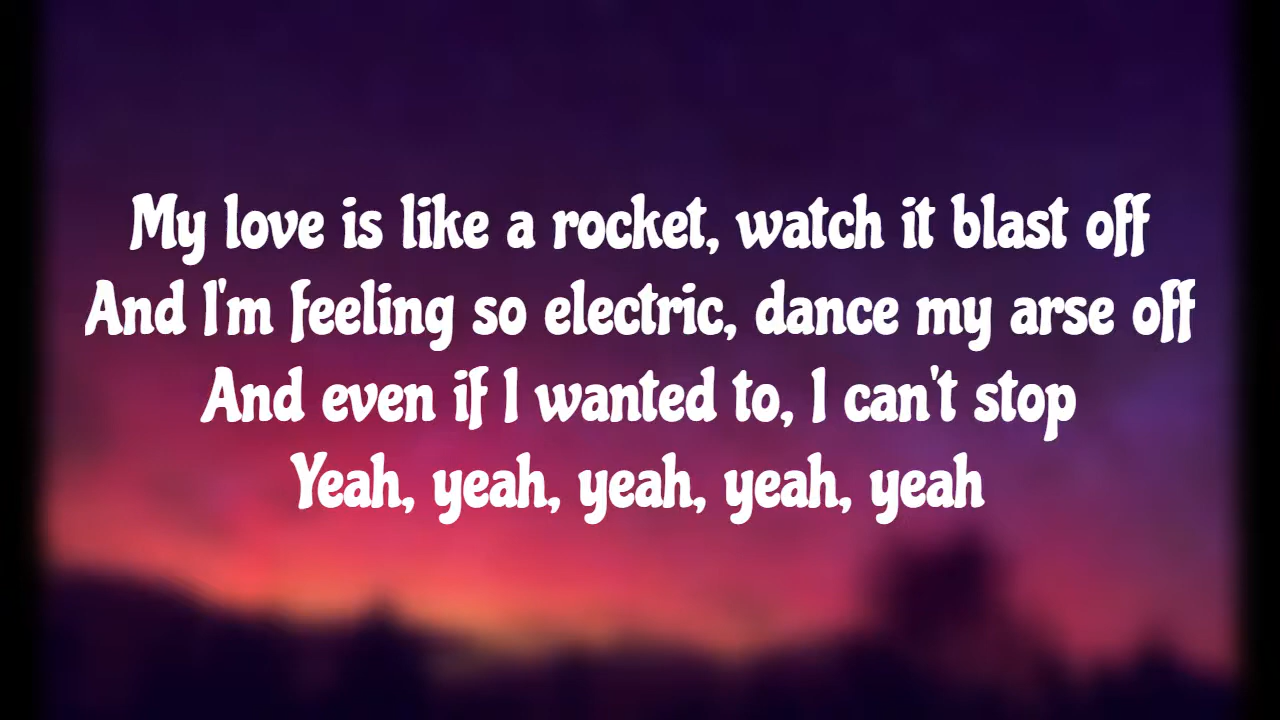 My love is like a rocket, watch it blast off
And I'm feeling so electric, dance my arse off
And even if I wanted to, I can't stop
Yeah, yeah, yeah, yeah, yeah